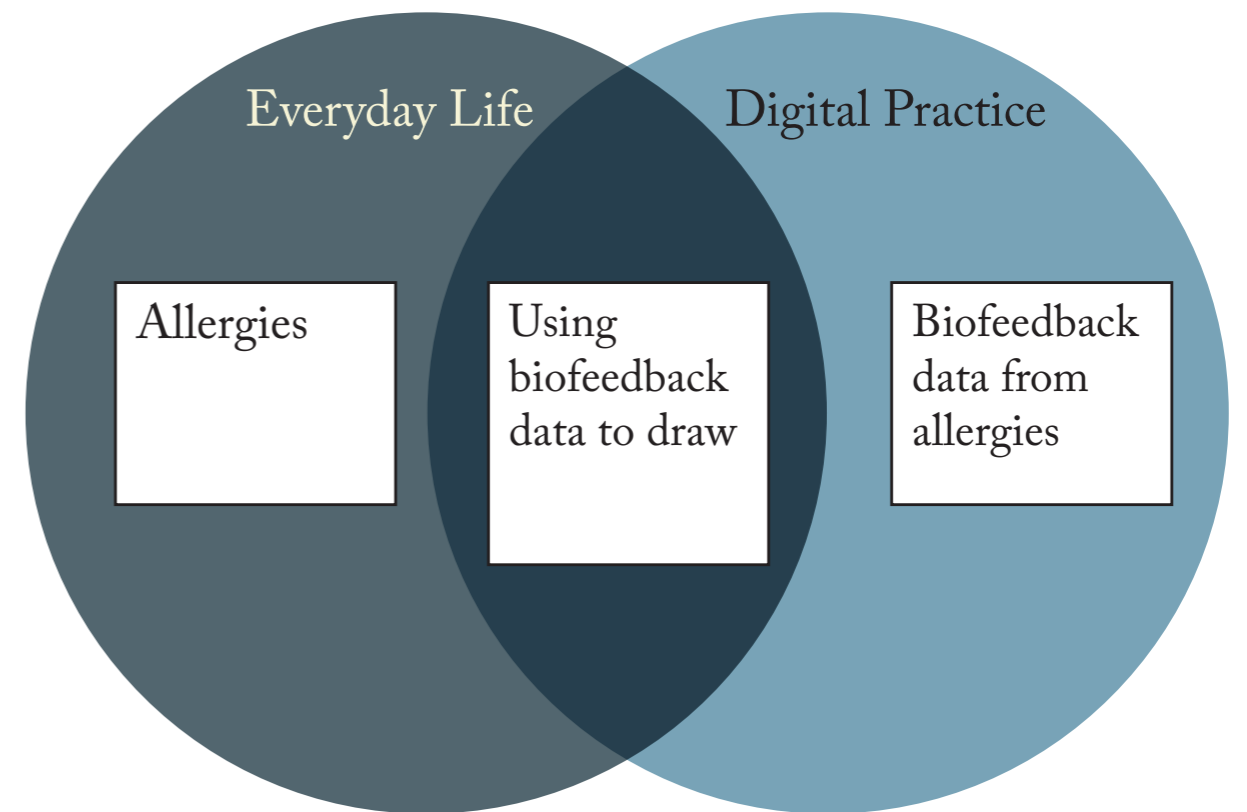 Everyday Life
Digital Practice
Allergies
Using
biofeedback
data to draw
Biofeedback
data from
allergies